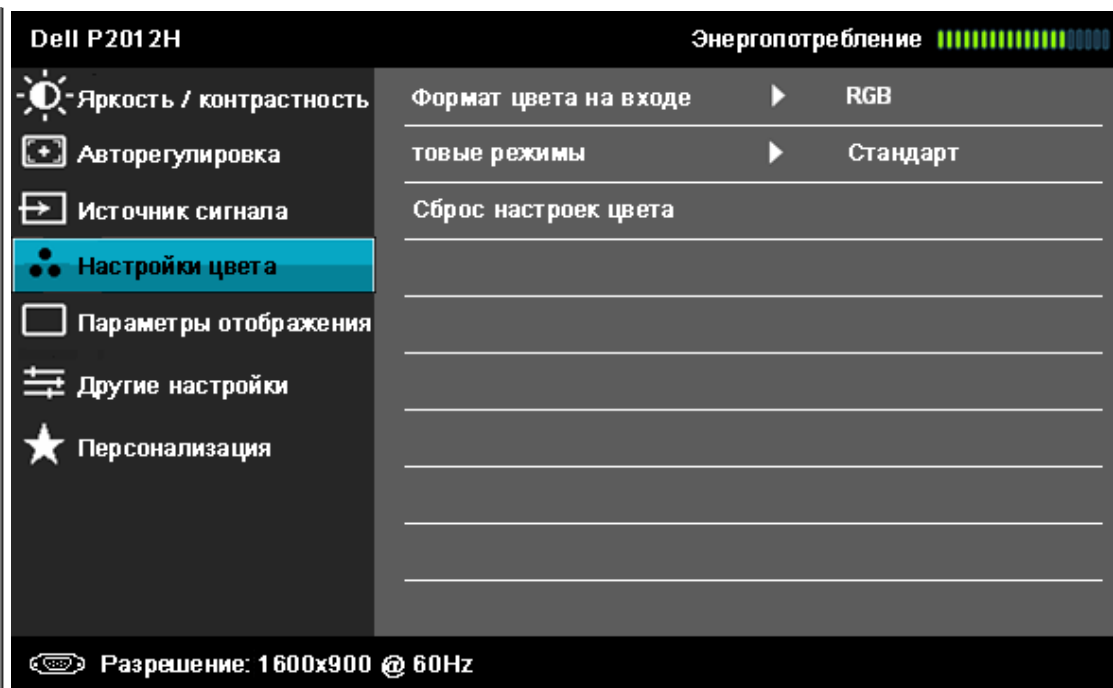 Dell P2012H Энергопотребление
Яркость / контрастность Формат цвета на входе RGB
Авторегулировка товые режимы Стандарт
Источник сигнала Сброс настроек цвета
Настройки цвета
Параметры отображения
Другие настройки
Персонализация
Разрешение: 1600x900 @ 60Hz